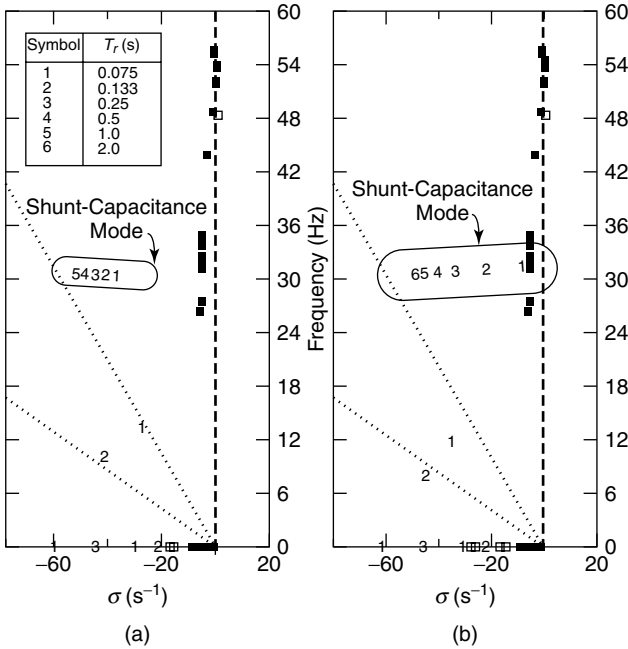 Symbol T_r (s)
1 0.075
2 0.133
3 0.25
4 0.5
5 1.0
6 2.0
Shunt-Capacitance
Mode
54321
1
2
1 3 1 2
60
54
48
42
36
30
24
18
12
6
0
−60 −20 20
σ (s⁻¹)
(a)
Frequency (Hz)
Shunt-Capacitance
Mode
65 4 3 2 1
1
2
1 3 1 2
60
54
48
42
36
30
24
18
12
6
0
−60 −20 20
σ (s⁻¹)
(b)